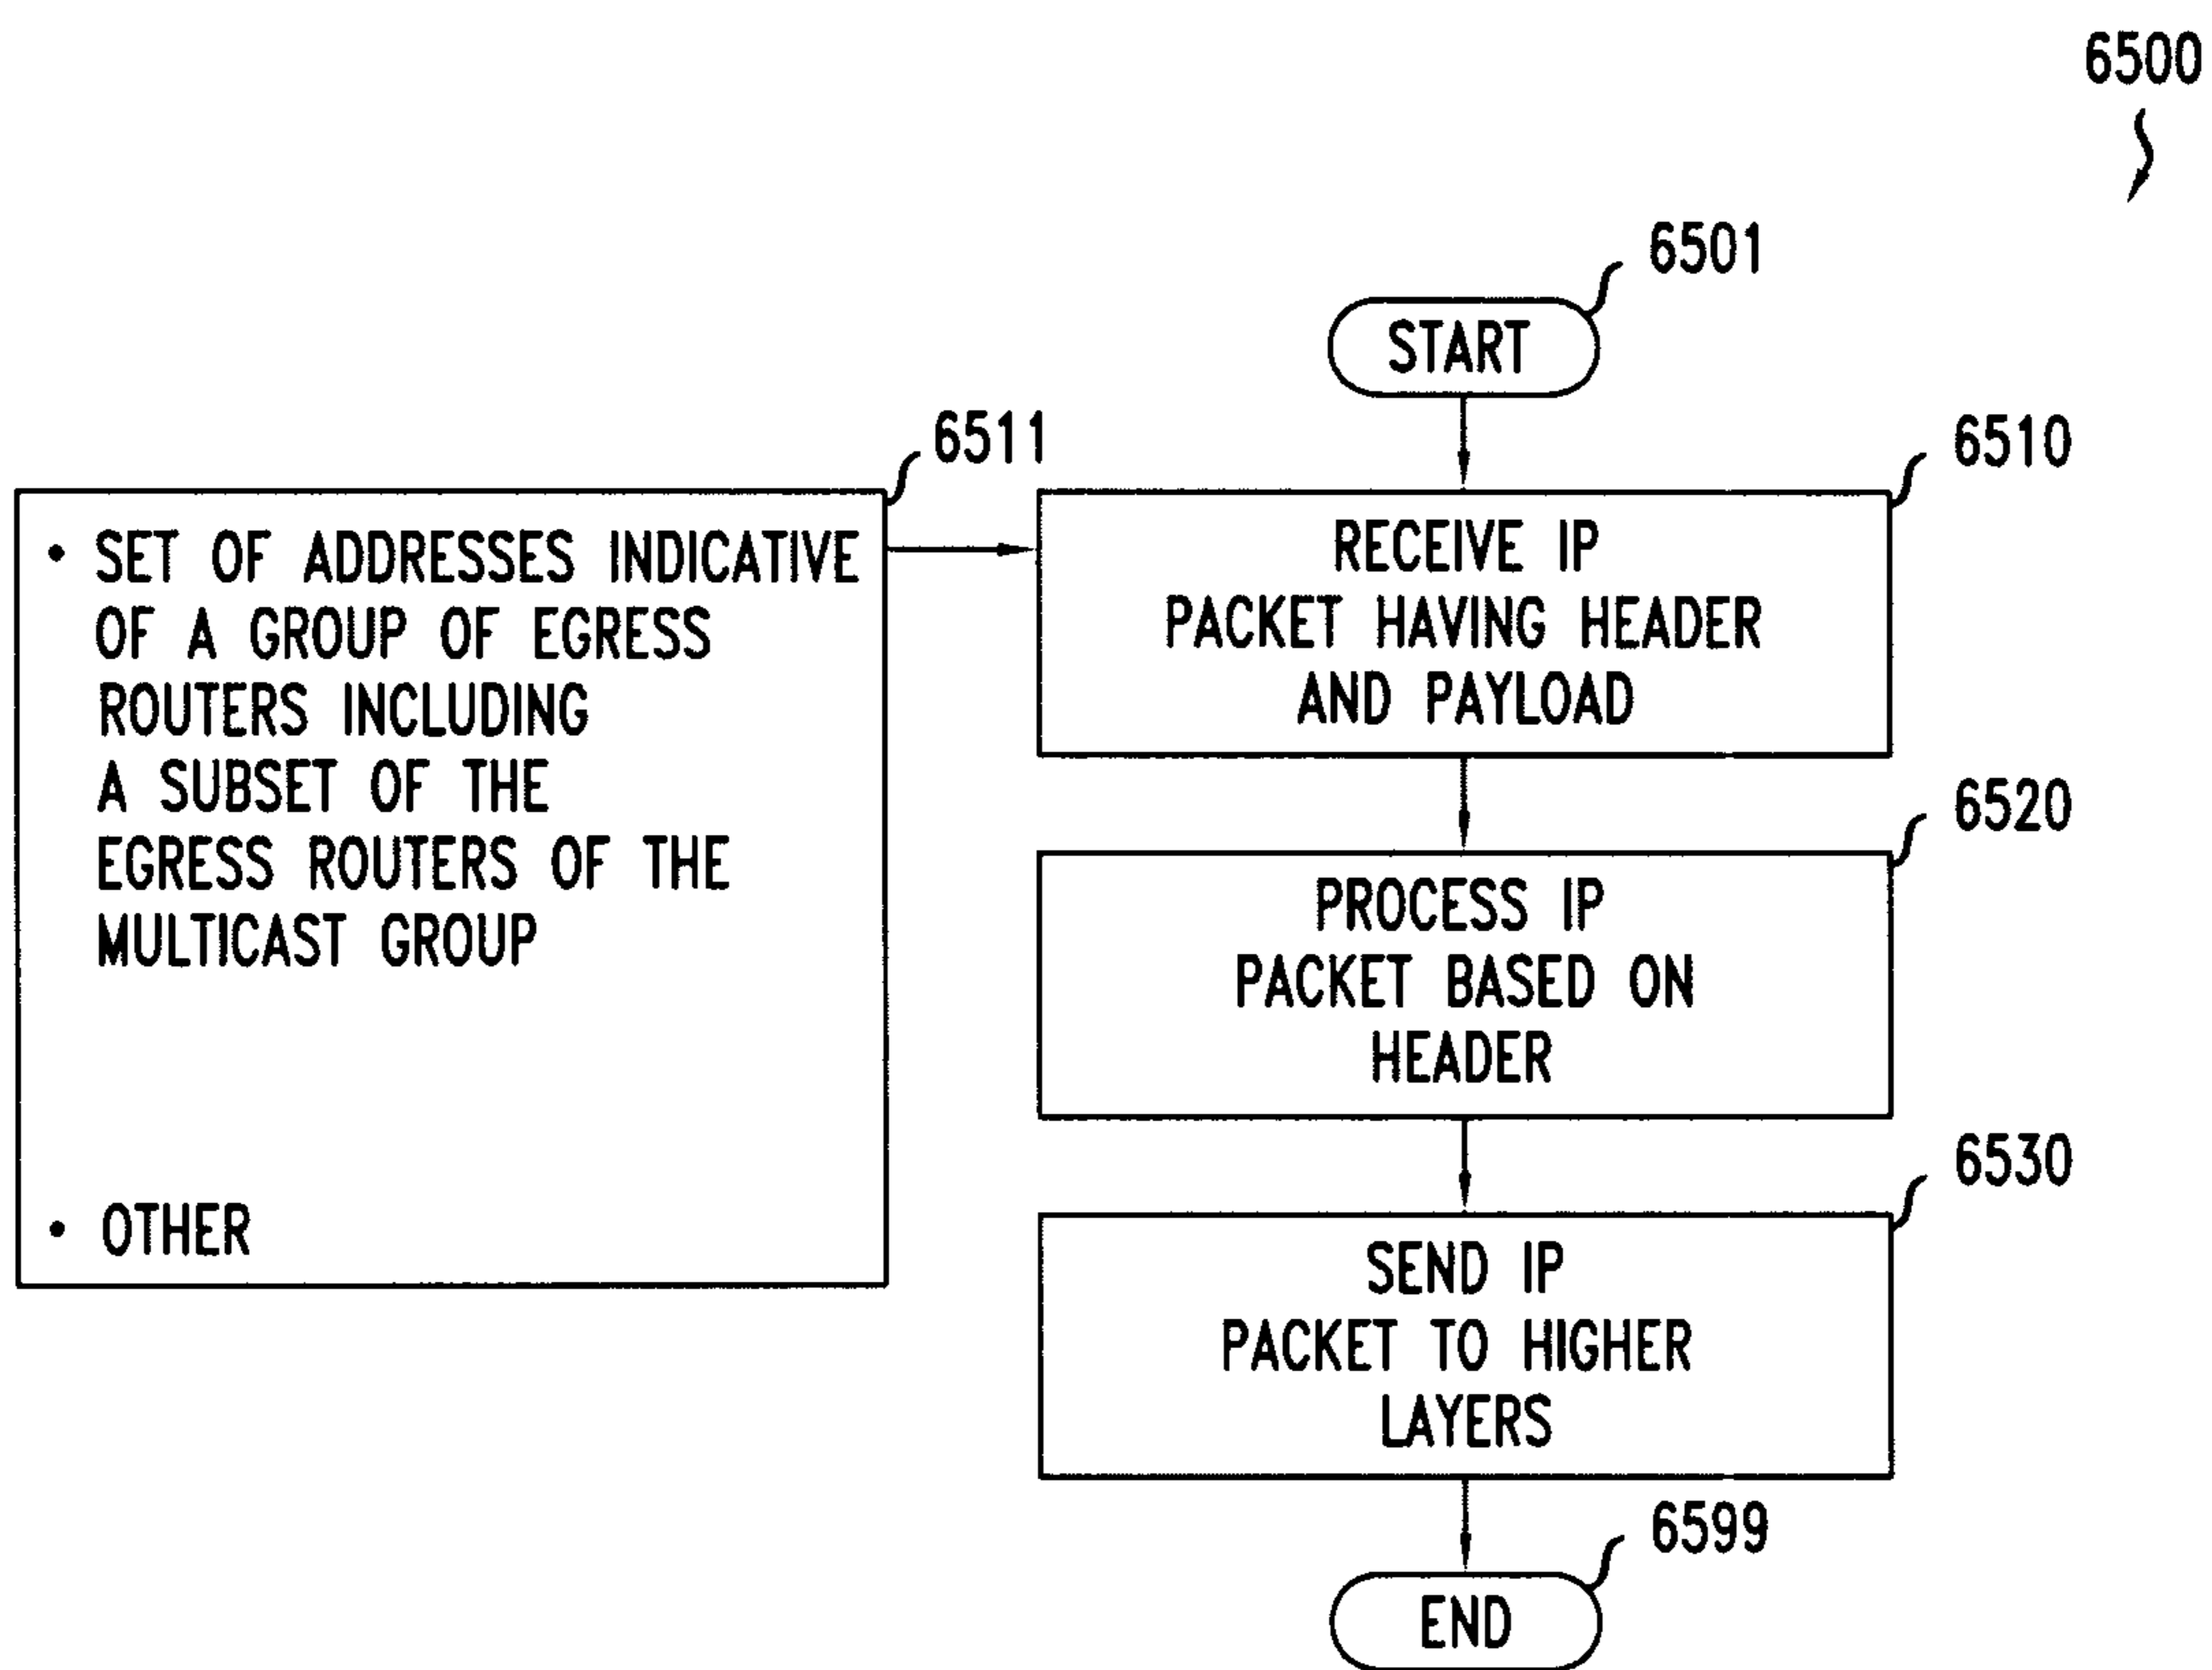 6500
6501
START
6511
6510
• SET OF ADDRESSES INDICATIVE
OF A GROUP OF EGRESS
ROUTERS INCLUDING
A SUBSET OF THE
EGRESS ROUTERS OF THE
MULTICAST GROUP
• OTHER
RECEIVE IP
PACKET HAVING HEADER
AND PAYLOAD
6520
PROCESS IP
PACKET BASED ON
HEADER
6530
SEND IP
PACKET TO HIGHER
LAYERS
6599
END